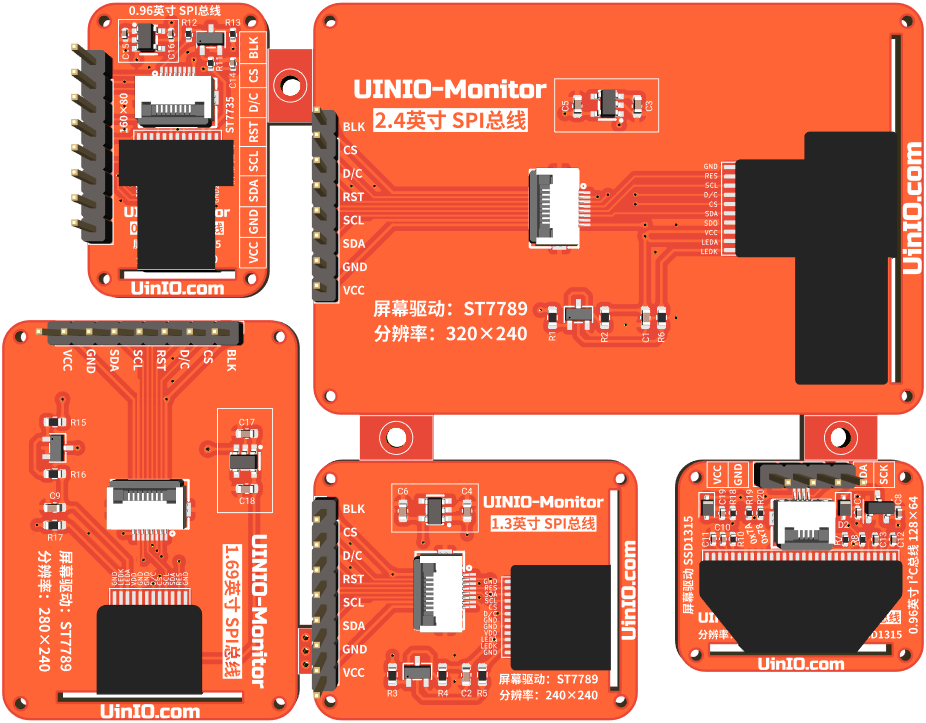 0.96英寸 SPI总线
R12
R13
C15
C16
R11
C14
160×80
ST7735
BLK
CS
D/C
RST
SCL
SDA
GND
VCC
UinIO.com
UINIO-Monitor
2.4英寸 SPI总线
C5
C3
BLK
CS
D/C
RST
SCL
SDA
GND
VCC
GND
RES
SCL
D/C
CS
SDA
SDO
VCC
LEDA
LEDK
屏幕驱动：ST7789
分辨率：320×240
R1
R2
C1
R6
UinIO.com
VCC
GND
SDA
SCL
RST
D/C
CS
BLK
R15
R16
C9
R17
C17
C18
屏幕驱动：ST7789
分辨率：280×240
UINIO-Monitor
1.69英寸 SPI总线
UinIO.com
C6
C4
UINIO-Monitor
1.3英寸 SPI总线
BLK
CS
D/C
RST
SCL
SDA
GND
VCC
R3
R4
C2
R5
屏幕驱动：ST7789
分辨率：240×240
UinIO.com
VCC
GND
SCK
C19
R18
R19
R20
C8
C11
C10
R10
D2
C13
C12
屏幕驱动 SSD1315
0.96英寸 I²C总线 128×64
UinIO.com